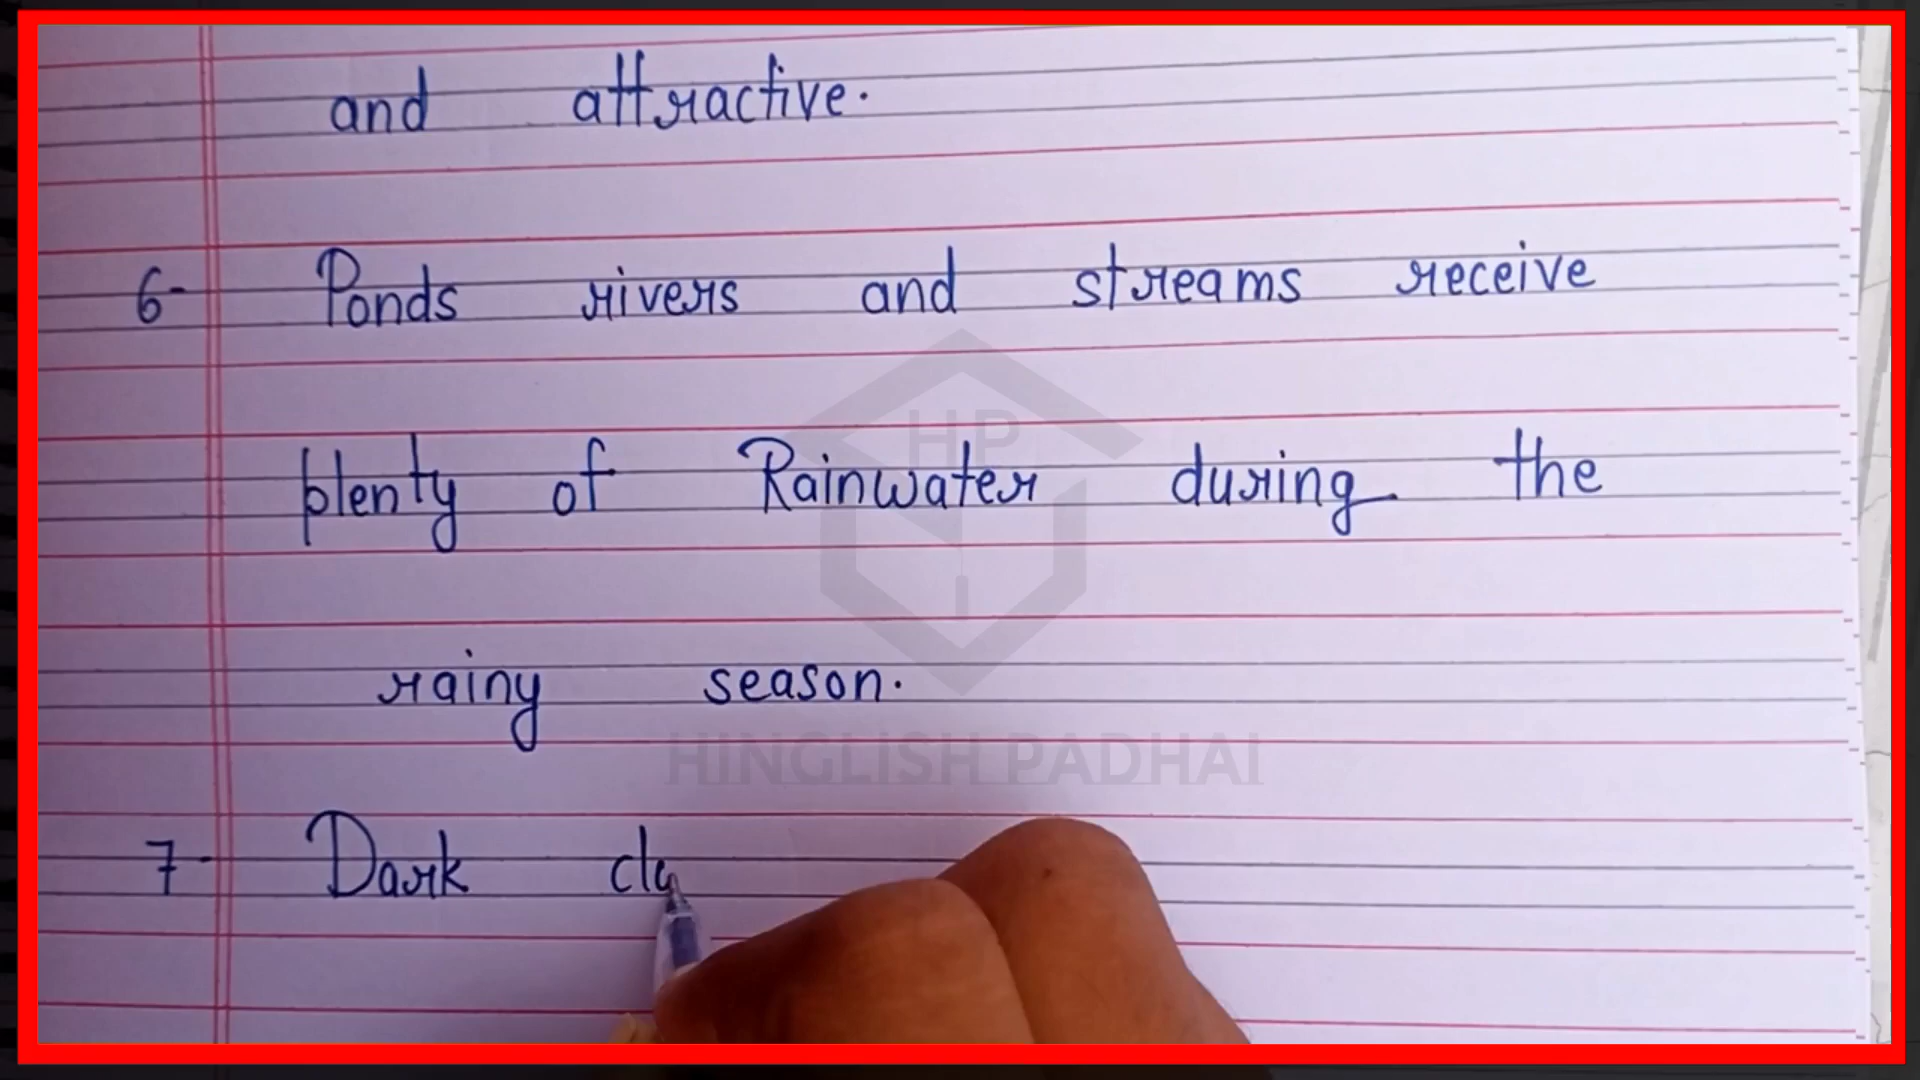 and attractive.
6- Ponds rivers and streams receive
plenty of Rainwater during the
rainy season.
7- Dark
HP
HINGLISH PADHAI